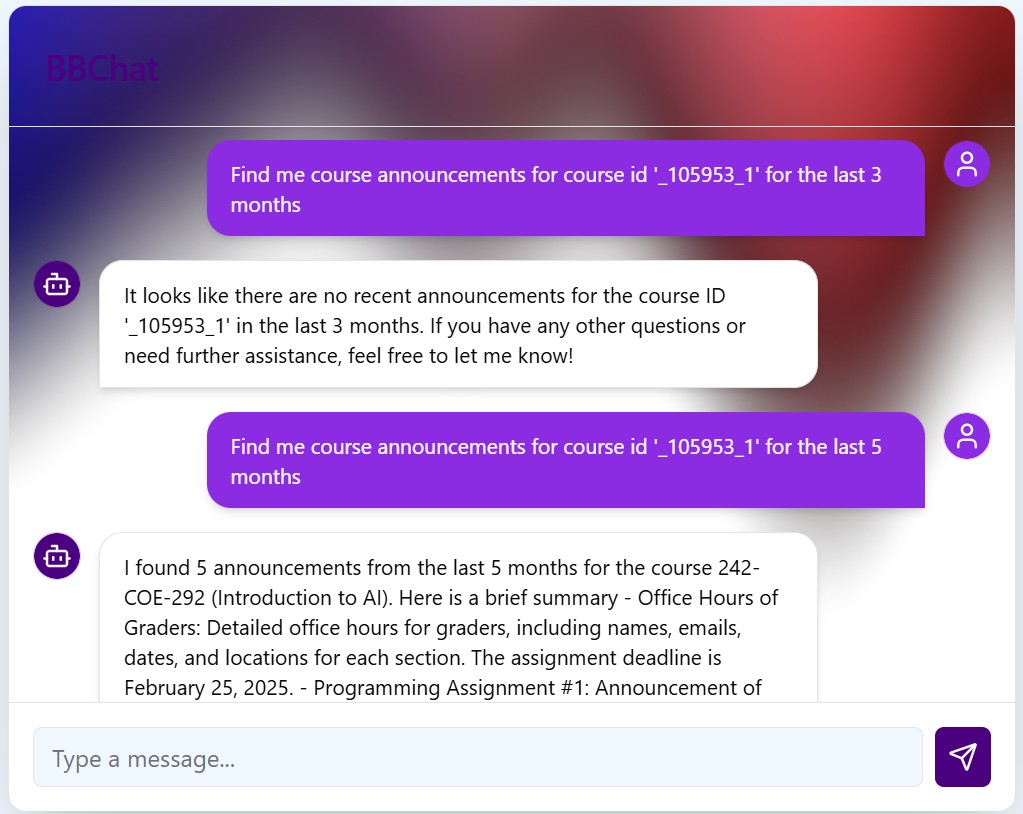 BBChat
Find me course announcements for course id '_105953_1' for the last 3
months
It looks like there are no recent announcements for the course ID
'_105953_1' in the last 3 months. If you have any other questions or
need further assistance, feel free to let me know!
Find me course announcements for course id '_105953_1' for the last 5
months
I found 5 announcements from the last 5 months for the course 242-
COE-292 (Introduction to AI). Here is a brief summary - Office Hours of
Graders: Detailed office hours for graders, including names, emails,
dates, and locations for each section. The assignment deadline is
February 25, 2025. - Programming Assignment #1: Announcement of
Type a message...